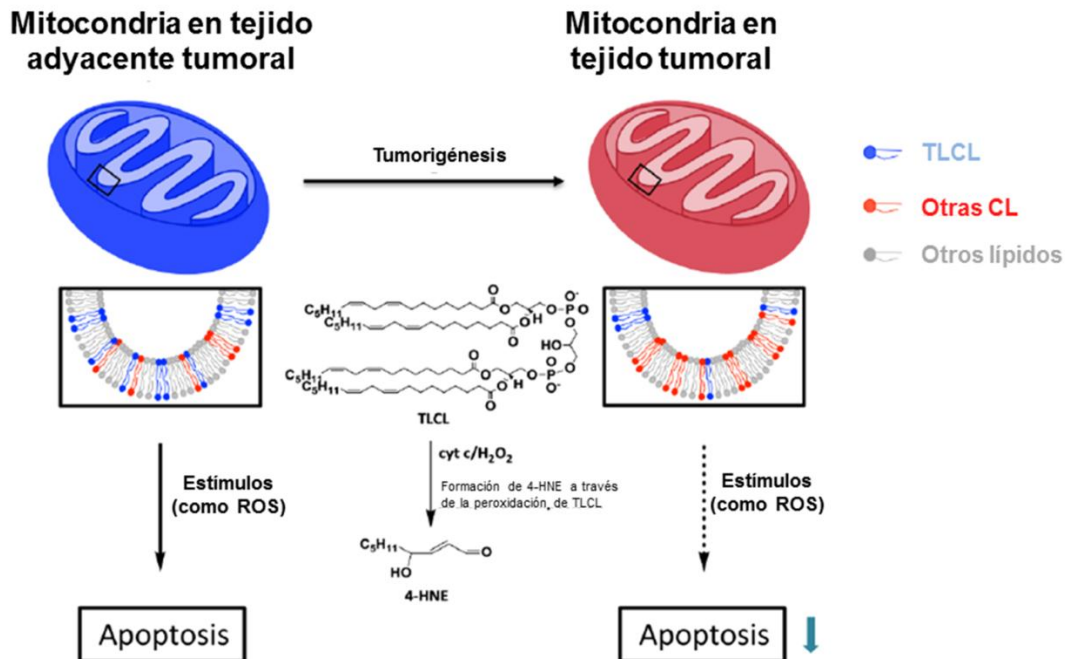 Mitocondria en tejido
adyacente tumoral
Mitocondria en
tejido tumoral
Tumorigénesis
TLCL
Otras CL
Otros lípidos
C₅H₁₁
C₅H₁₁
C₅H₁₁
C₅H₁₁
O
O
H
O
O
O
O⁻
P
O
O
HO
O
O
O
H
O
O
O
P
O
O⁻
TLCL
cyt c/H₂O₂
Formación de 4-HNE a través
de la peroxidación, de TLCL
C₅H₁₁
O
HO
4-HNE
Estímulos
(como ROS)
Estímulos
(como ROS)
Apoptosis
Apoptosis